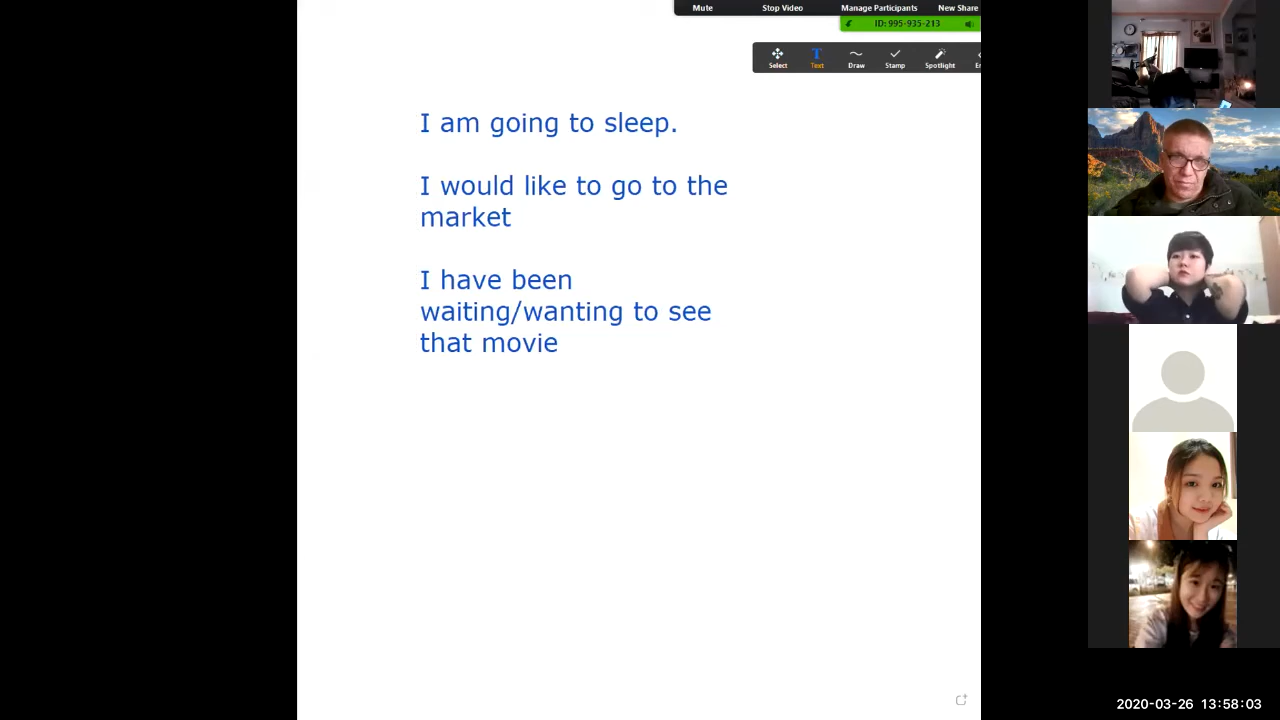 Mute Stop Video Manage Participants New Share
ID: 995-935-213
Select Text Draw Stamp Spotlight
I am going to sleep.
I would like to go to the
market
I have been
waiting/wanting to see
that movie
2020-03-26 13:58:03